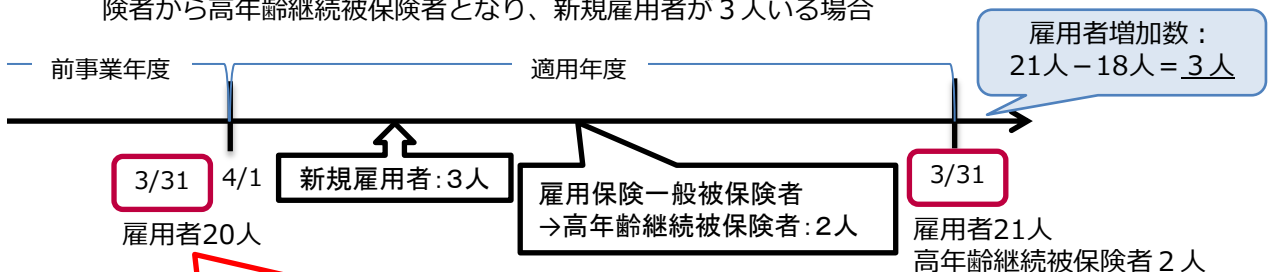 険者から高年齢継続被保険者となり、新規雇用者が３人いる場合
雇用者増加数：
21人－18人＝３人
前事業年度
適用年度
3/31
4/1
新規雇用者：３人
雇用保険一般被保険者
→高年齢継続被保険者：２人
3/31
雇用者20人
雇用者21人
高年齢継続被保険者２人